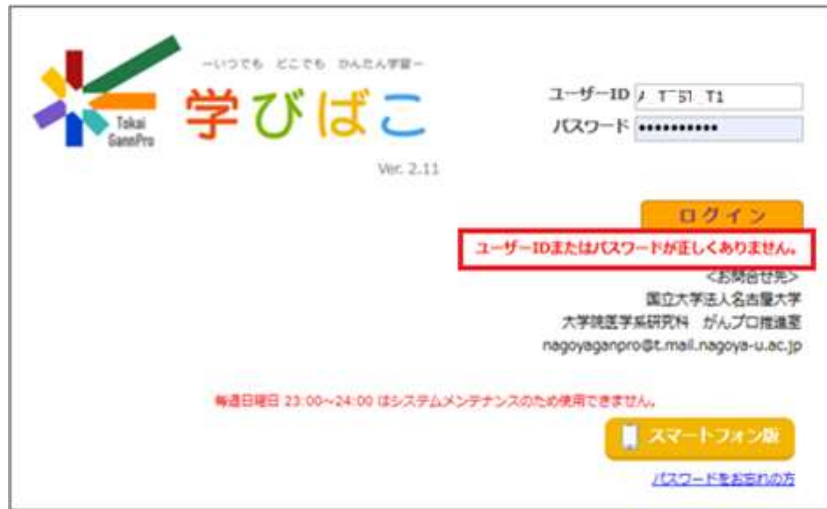 －いつでも どこでも かんたん学習－
学びばこ
Tokai
GannPro
Ver. 2.11
ユーザーID
パスワード ••••••••••
ログイン
ユーザーIDまたはパスワードが正しくありません。
<お問合せ先>
国立大学法人名古屋大学
大学院医学系研究科　がんプロ推進室
nagoyaganpro@t.mail.nagoya-u.ac.jp
毎週日曜日 23:00～24:00 はシステムメンテナンスのため使用できません。
スマートフォン版
パスワードをお忘れの方